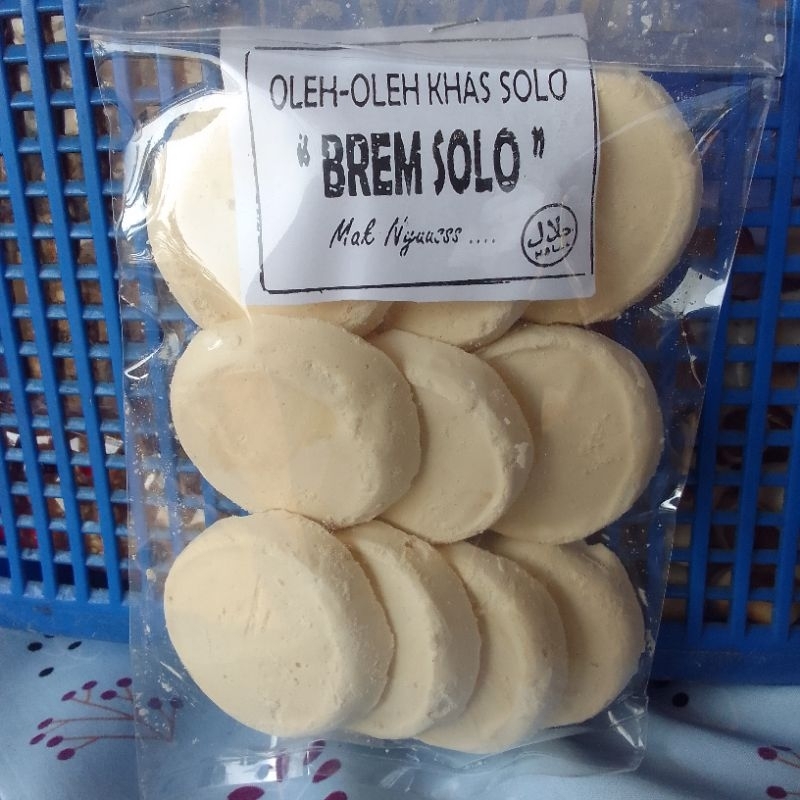 OLEH-OLEH KHAS SOLO
"BREM SOLO"
Mak Nyuusss ....
حلال
HALAL